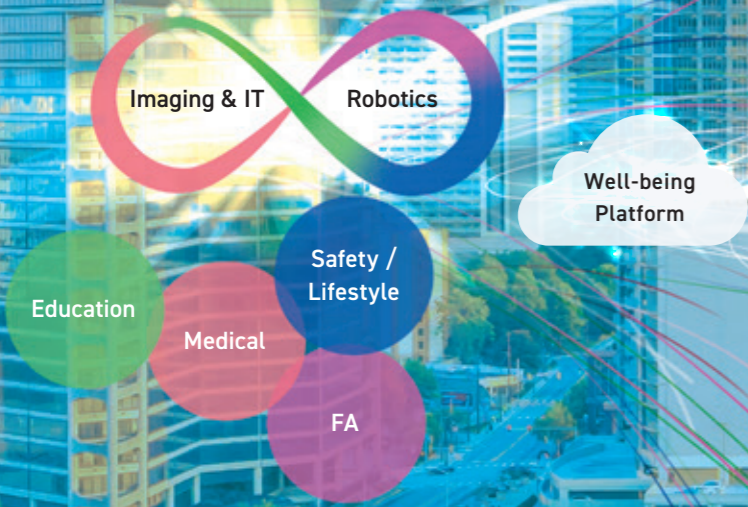 Imaging & IT
Robotics
Well-being
Platform
Safety /
Lifestyle
Education
Medical
FA